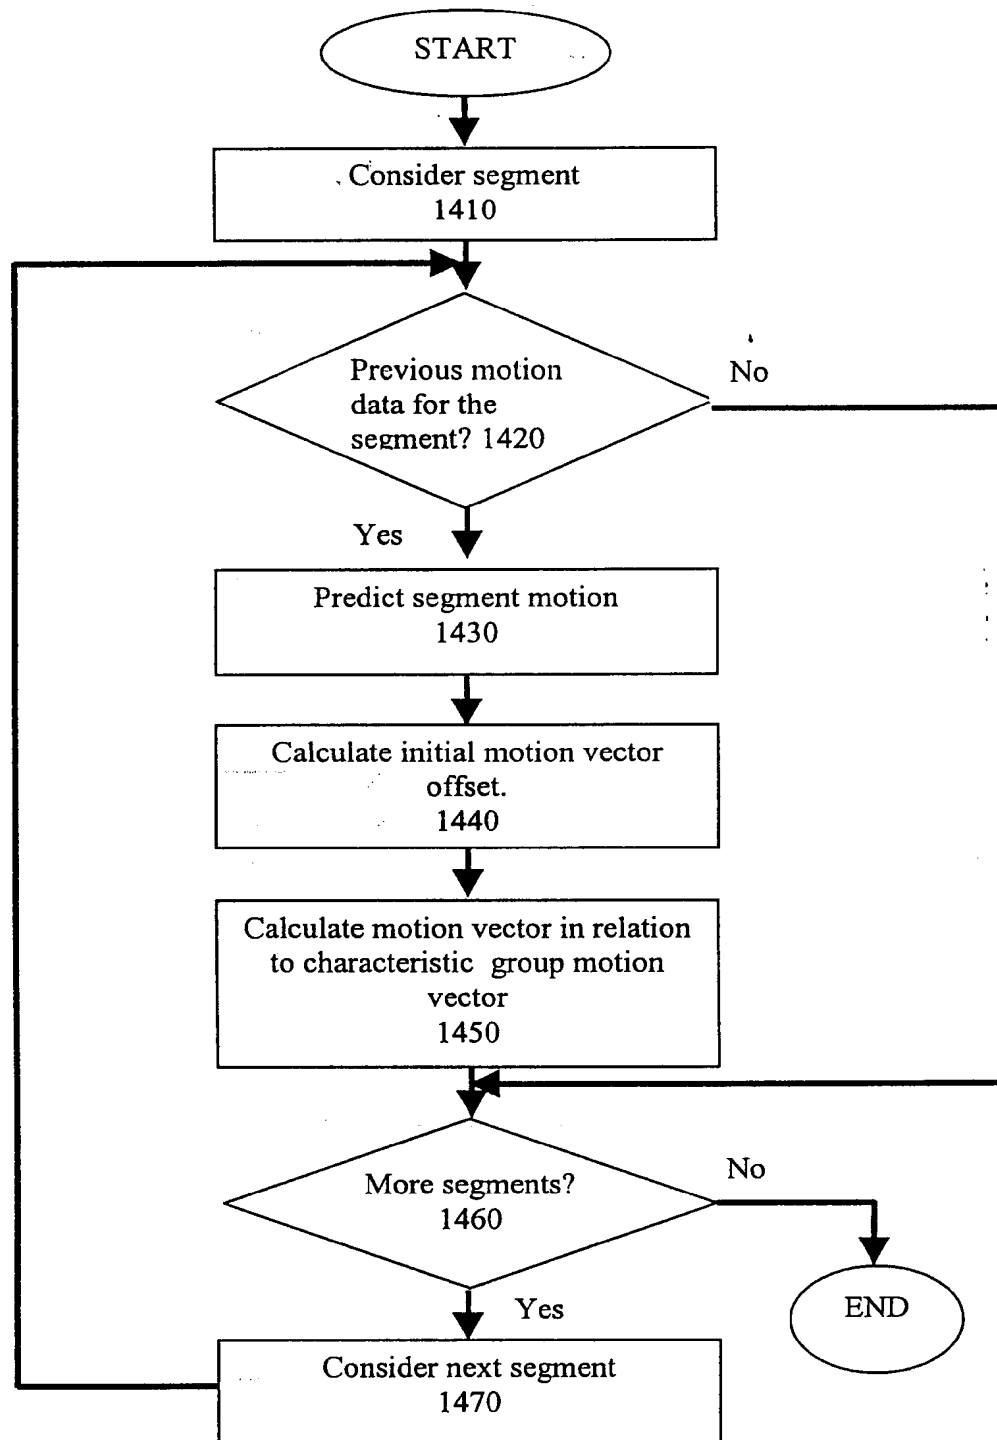 START
Consider segment
1410
Previous motion
data for the
segment? 1420
No
Yes
Predict segment motion
1430
Calculate initial motion vector
offset.
1440
Calculate motion vector in relation
to characteristic group motion
vector
1450
More segments?
1460
No
Yes
END
Consider next segment
1470